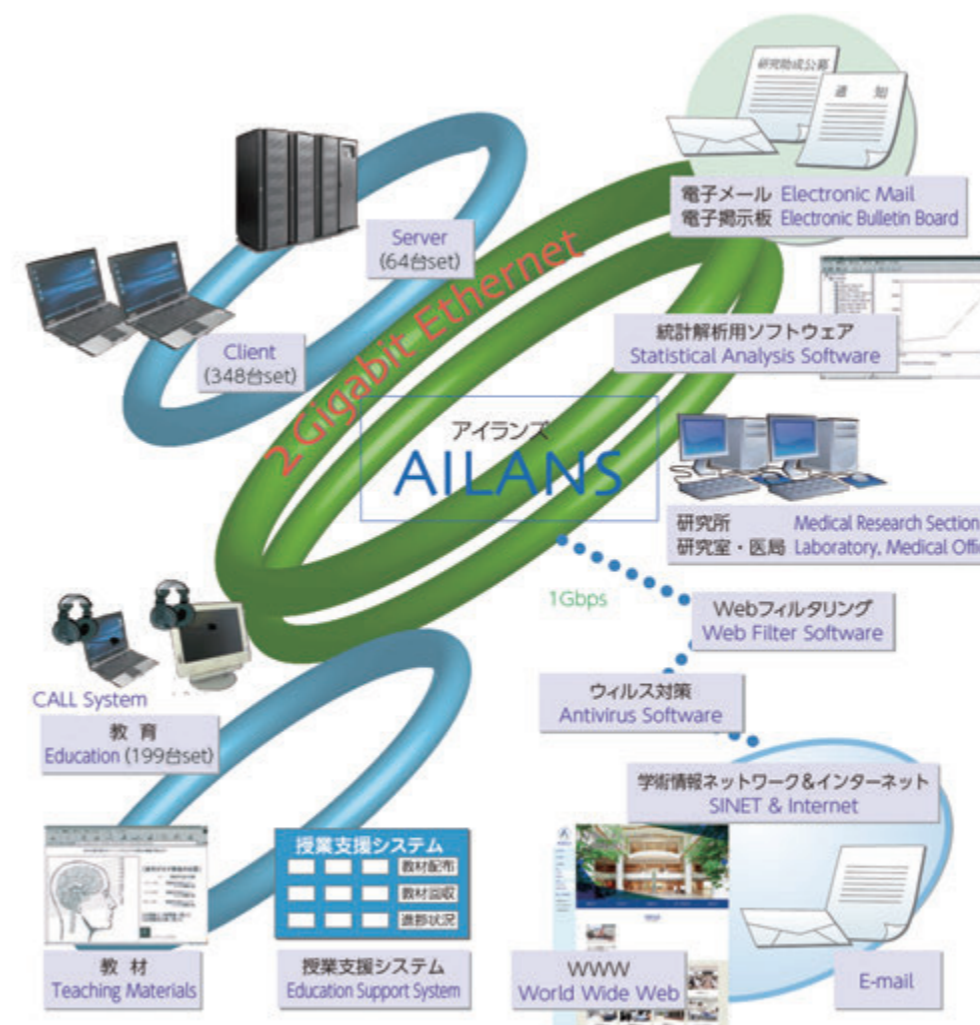 研究助成公募
通 知
電子メール Electronic Mail
電子掲示板 Electronic Bulletin Board
Server
(64台set)
Client
(348台set)
2 Gigabit Ethernet
統計解析用ソフトウェア
Statistical Analysis Software
アイランズ
AILANS
研究所 Medical Research Section
研究室・医局 Laboratory, Medical Offi
1Gbps
Webフィルタリング
Web Filter Software
CALL System
教 育
Education (199台set)
ウィルス対策
Antivirus Software
学術情報ネットワーク&インターネット
SINET & Internet
授業支援システム
教材配布
教材回収
進捗状況
教 材
Teaching Materials
授業支援システム
Education Support System
WWW
World Wide Web
E-mail